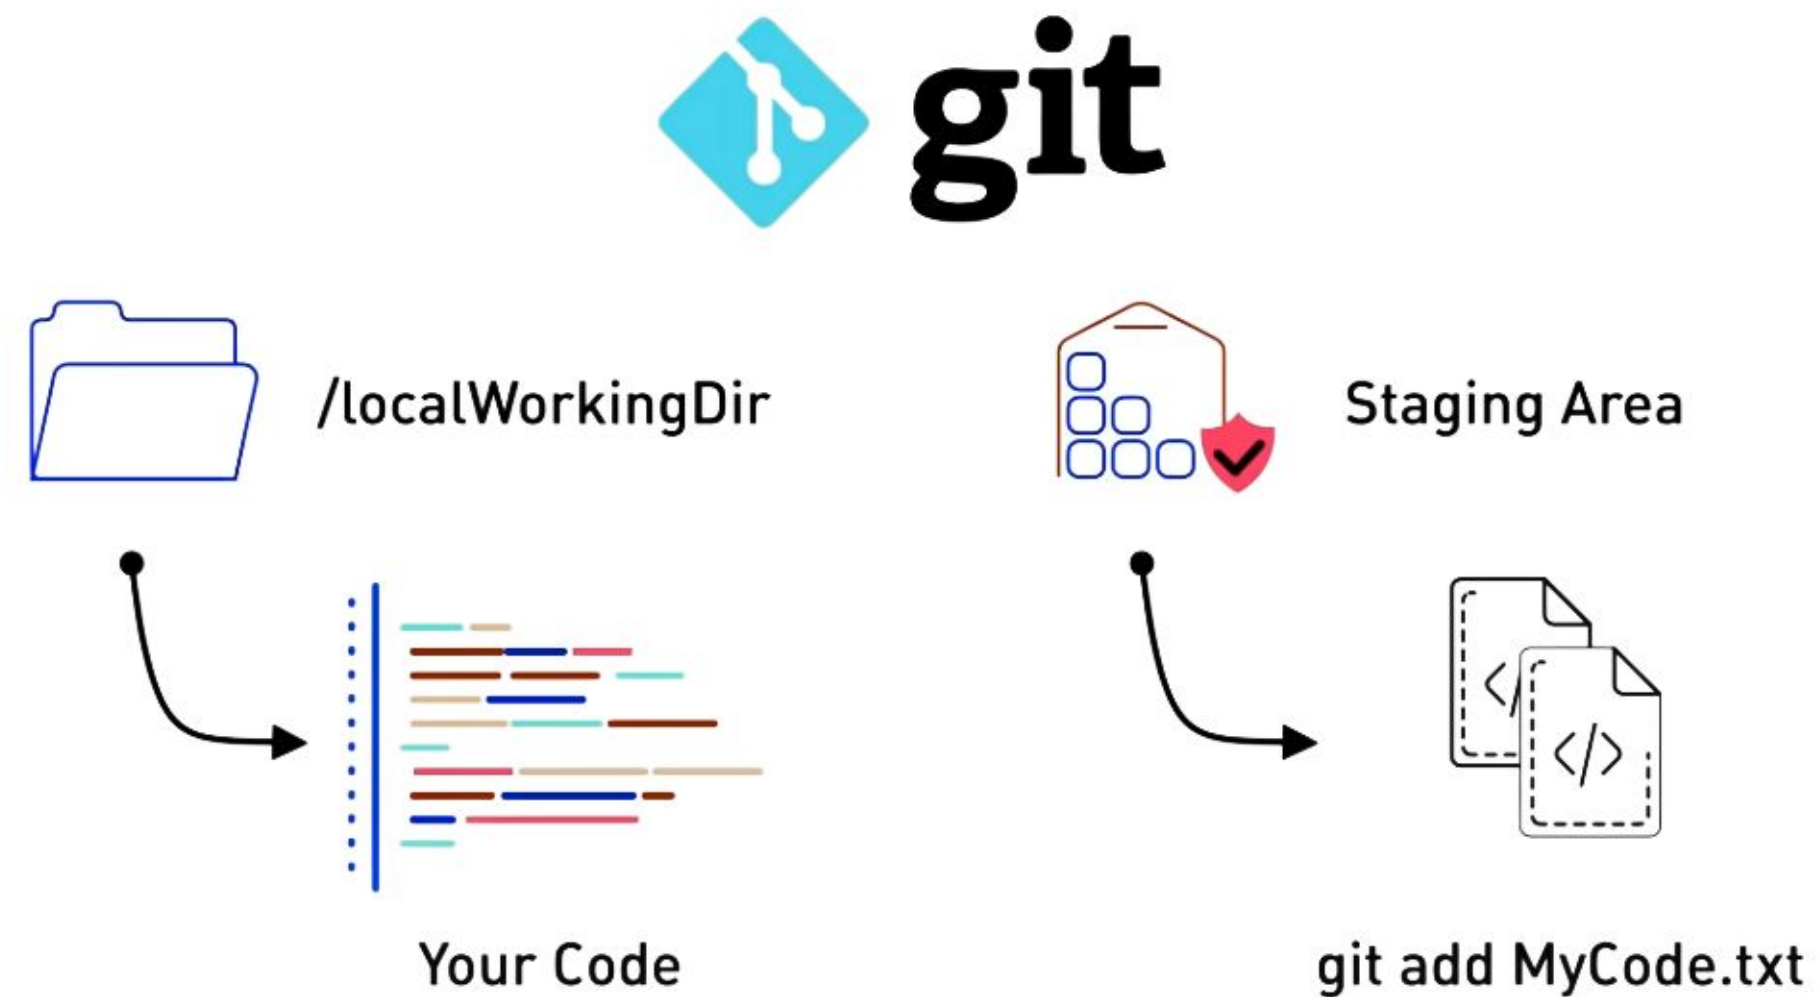 git
/localWorkingDir
Staging Area
</>
</>
Your Code
git add MyCode.txt